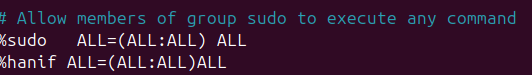 # Allow members of group sudo to execute any command
%sudo   ALL=(ALL:ALL) ALL
%hanif ALL=(ALL:ALL)ALL